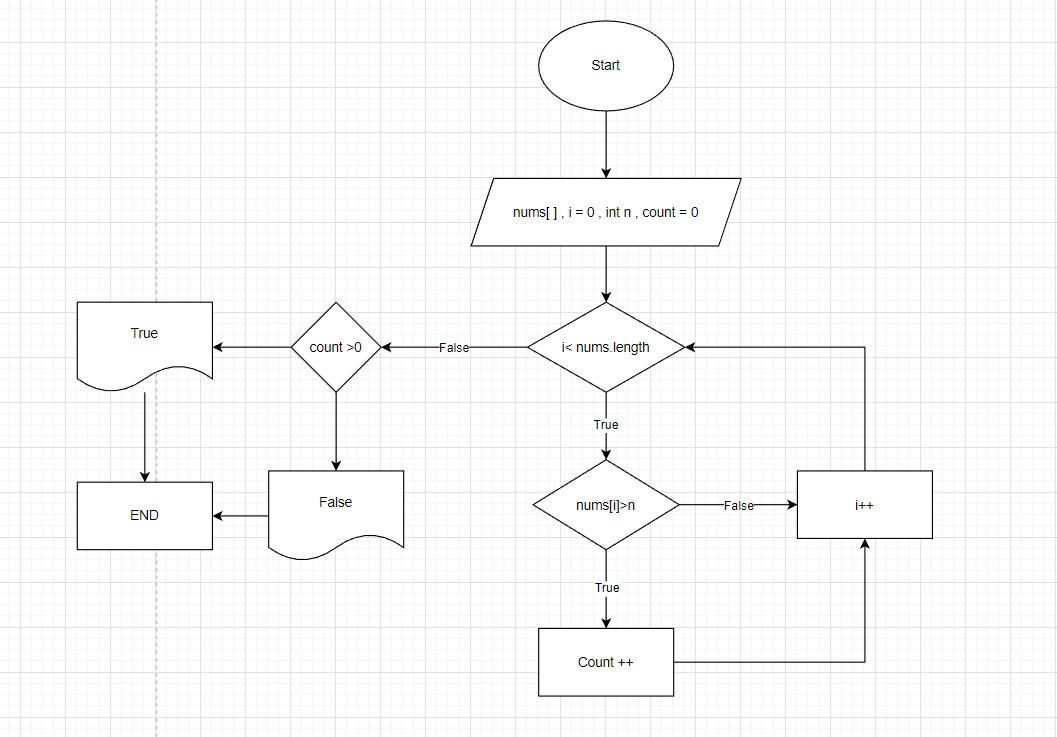 Start
nums[ ] , i = 0 , int n , count = 0
True
count >0
False
i< nums.length
True
END
False
nums[i]>n
False
i++
True
Count ++